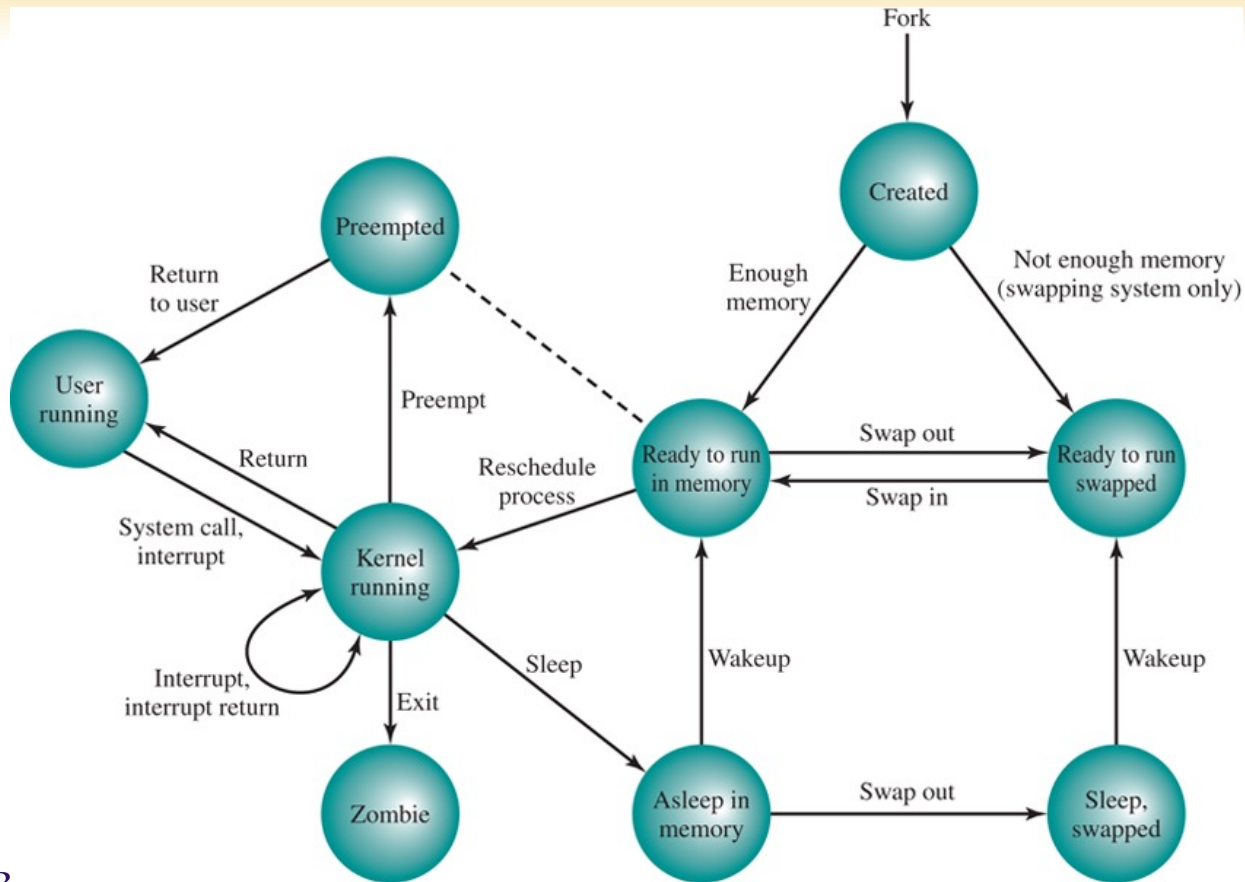 Fork
Created
Preempted
Return
to user
Enough
memory
Not enough memory
(swapping system only)
User
running
Preempt
Return
Reschedule
process
Ready to run
in memory
Swap out
Swap in
Ready to run
swapped
System call,
interrupt
Kernel
running
Interrupt,
interrupt return
Sleep
Wakeup
Wakeup
Exit
Zombie
Asleep in
memory
Swap out
Sleep,
swapped